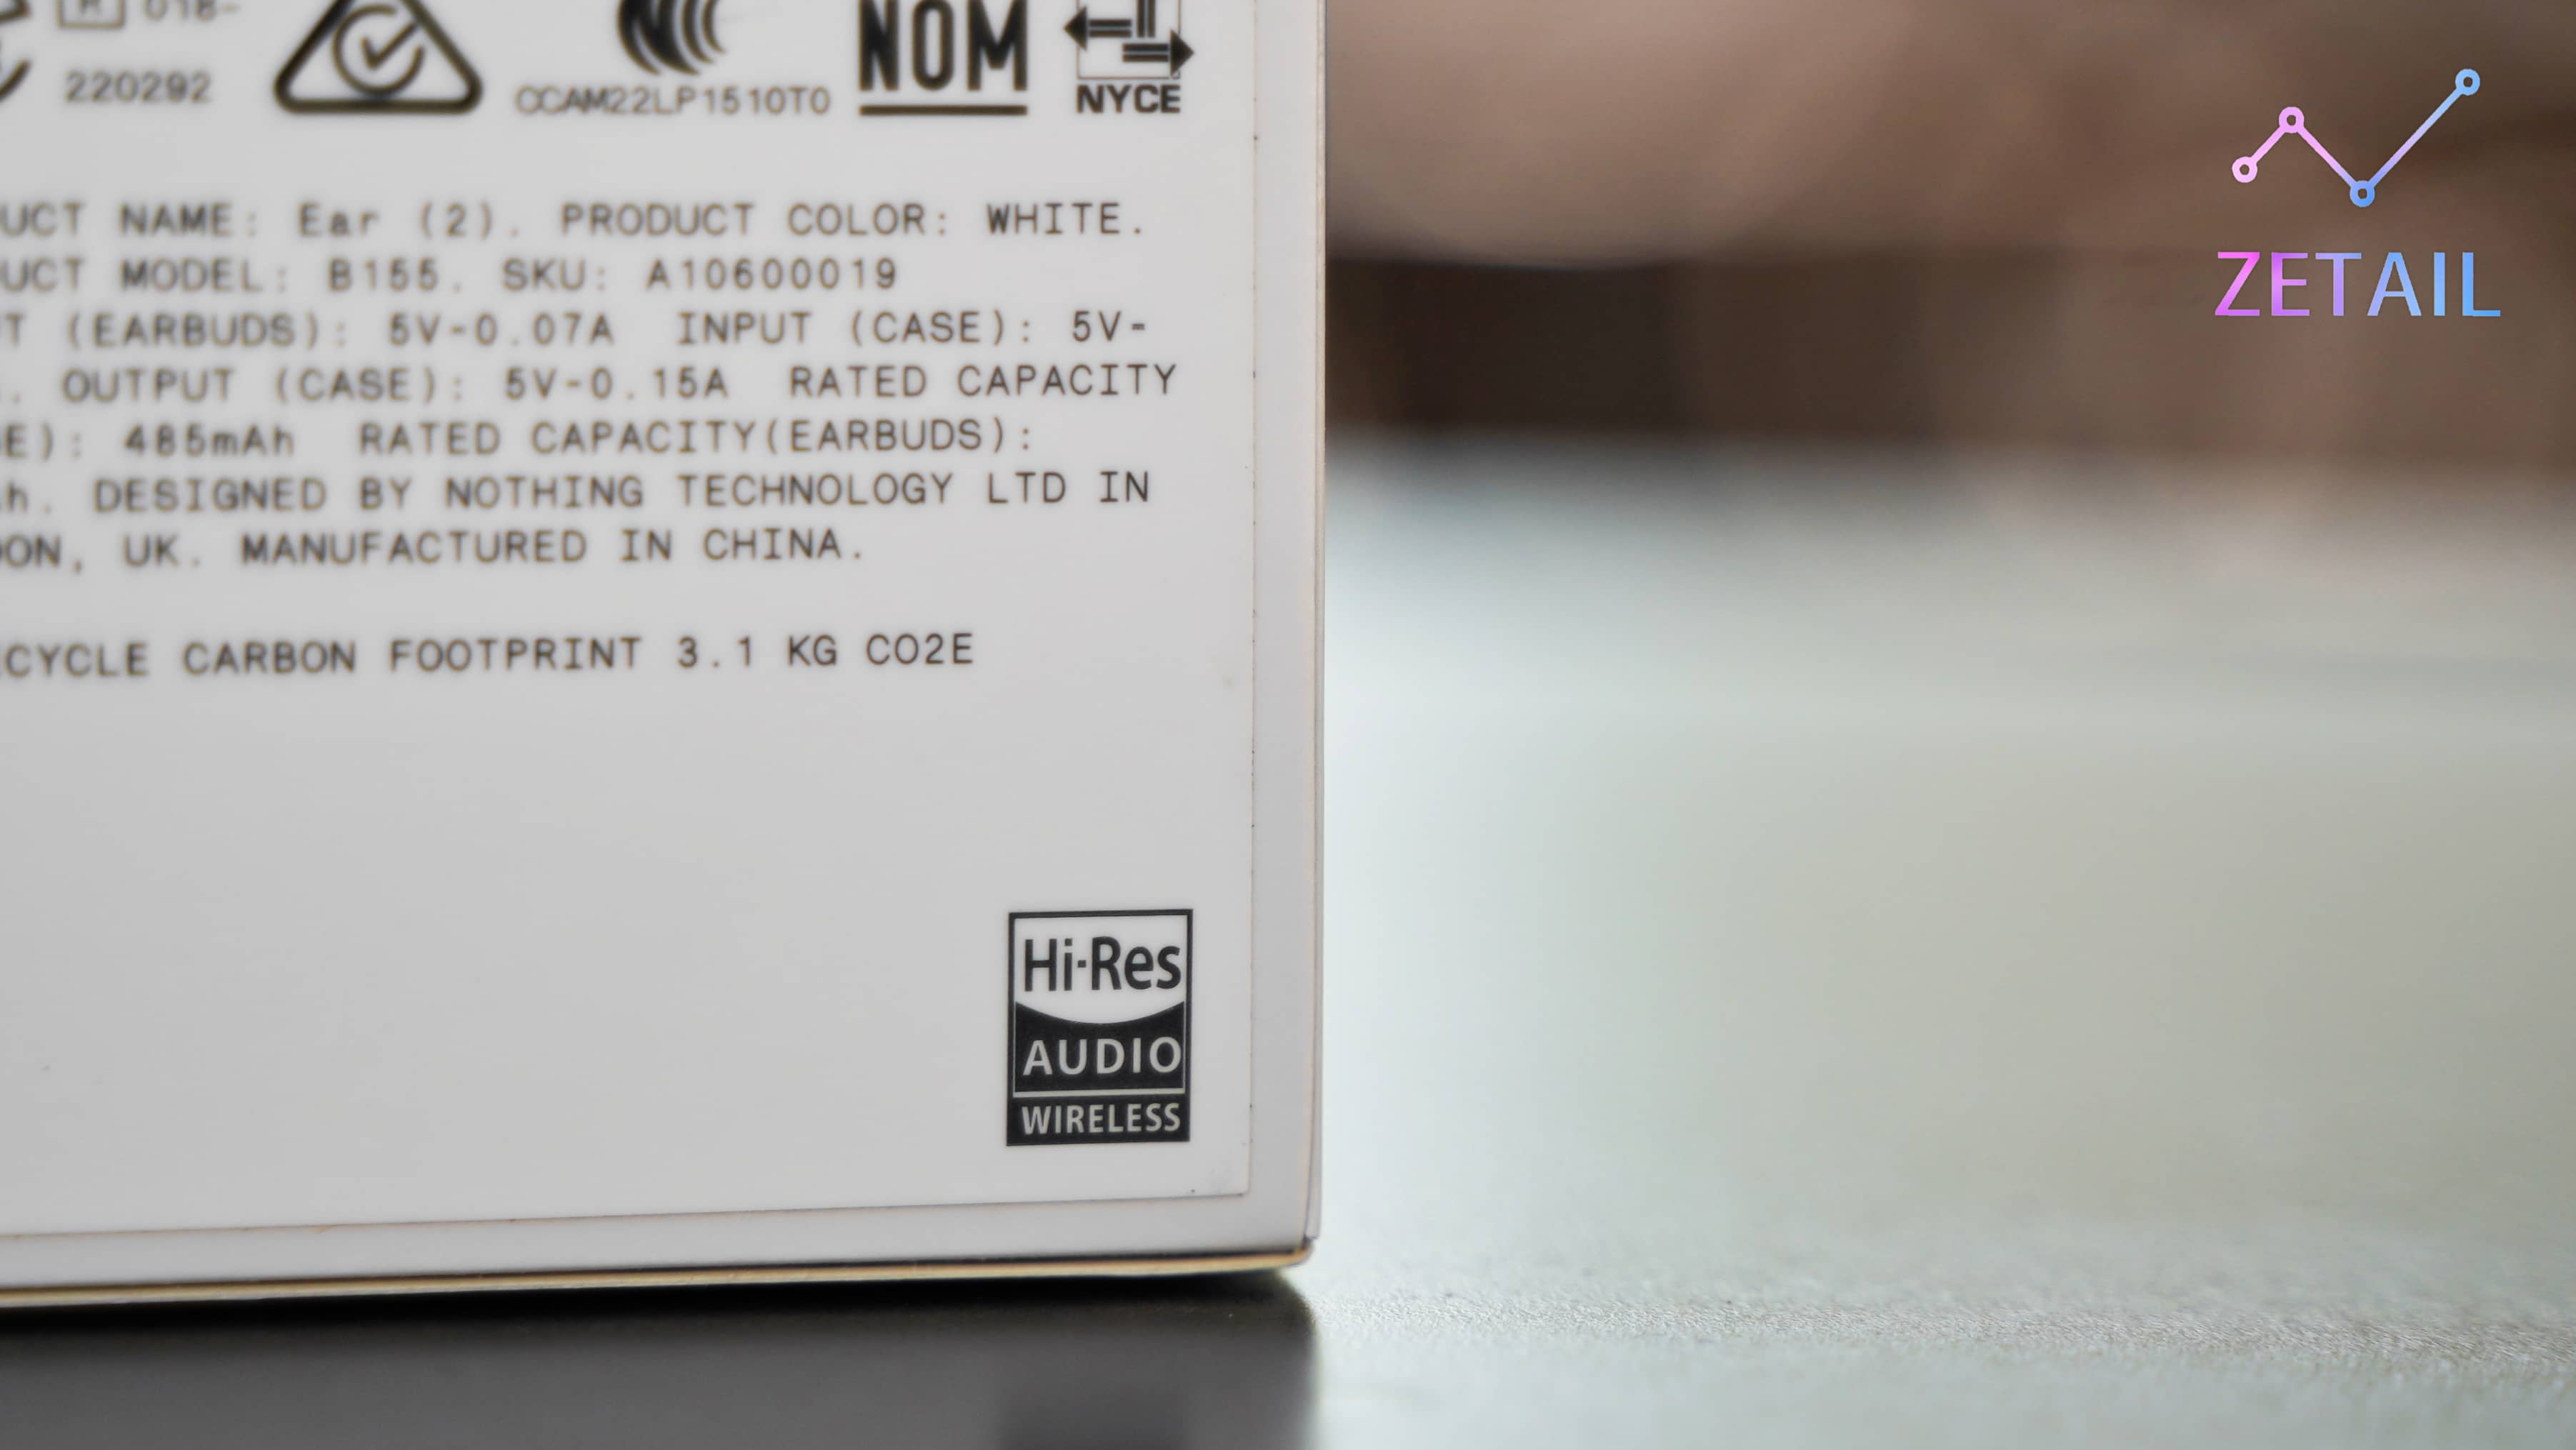 220292
CCAM22LP1510T0
NOM
NYCE
ZETAIL
UCT NAME: Ear (2). PRODUCT COLOR: WHITE.
UCT MODEL: B155. SKU: A10600019
T (EARBUDS): 5V-0.07A INPUT (CASE): 5V-
. OUTPUT (CASE): 5V-0.15A RATED CAPACITY
E): 485mAh RATED CAPACITY(EARBUDS):
h. DESIGNED BY NOTHING TECHNOLOGY LTD IN
DON, UK. MANUFACTURED IN CHINA.
CYCLE CARBON FOOTPRINT 3.1 KG CO2E
Hi-Res
AUDIO
WIRELESS